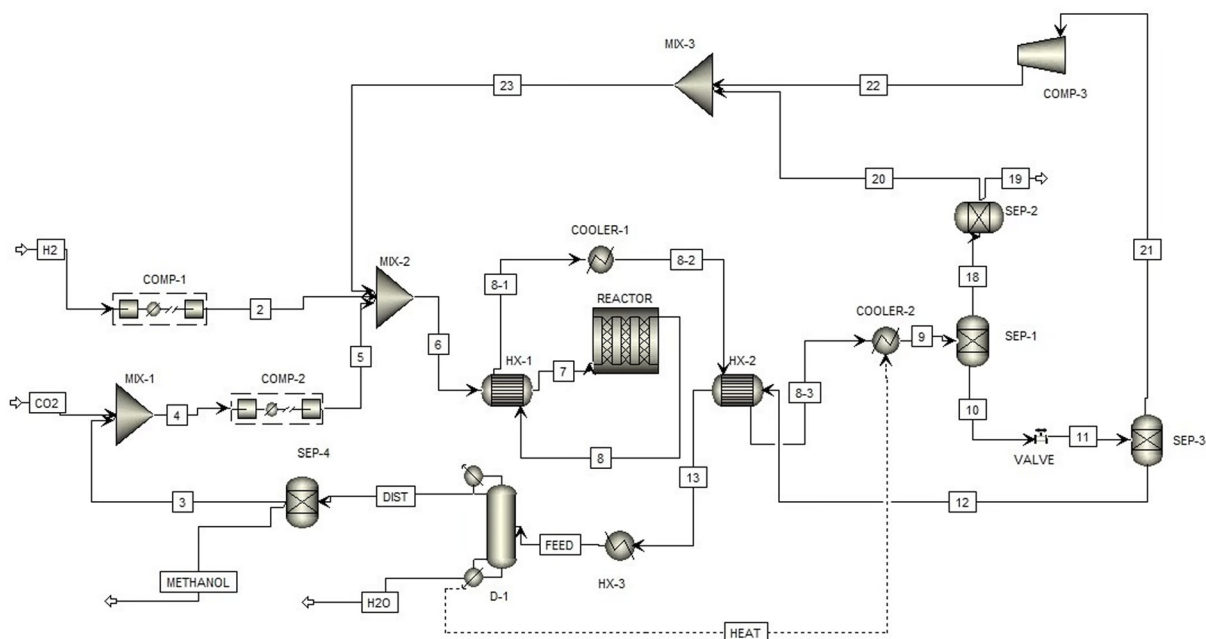 MIX-3
23
22
COMP-3
20
19
SEP-2
21
H2
COMP-1
2
MIX-2
COOLER-1
8-1
8-2
18
REACTOR
COOLER-2
9
SEP-1
6
5
HX-1
7
HX-2
8-3
CO2
MIX-1
4
COMP-2
10
11
SEP-3
VALVE
SEP-4
8
13
3
DIST
12
FEED
METHANOL
H2O
D-1
HX-3
HEAT